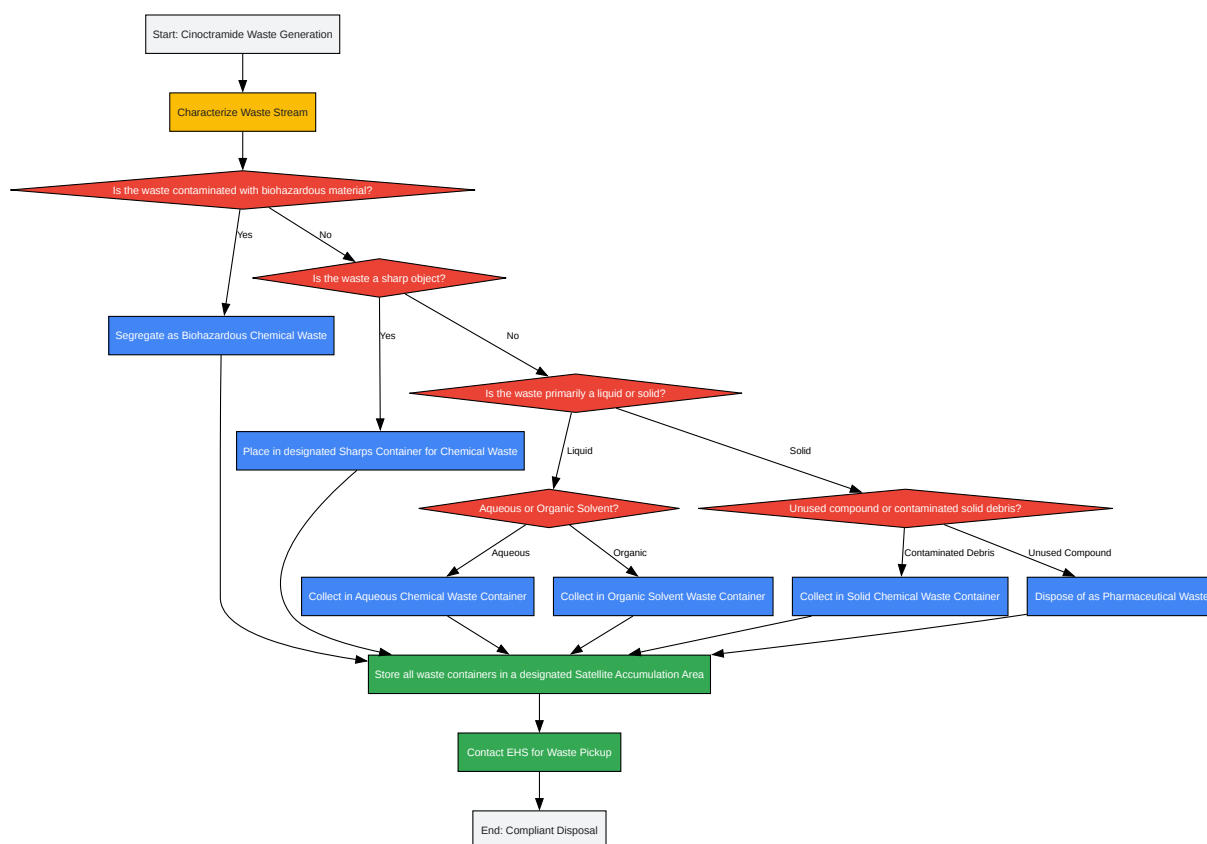 Start: Cinoctramide Waste Generation
Characterize Waste Stream
Is the waste contaminated with biohazardous material?
Yes
No
Is the waste a sharp object?
Segregate as Biohazardous Chemical Waste
Yes
No
Is the waste primarily a liquid or solid?
Place in designated Sharps Container for Chemical Waste
Liquid
Solid
Aqueous or Organic Solvent?
Unused compound or contaminated solid debris?
Aqueous
Organic
Contaminated Debris
Unused Compound
Collect in Aqueous Chemical Waste Container
Collect in Organic Solvent Waste Container
Collect in Solid Chemical Waste Container
Dispose of as Pharmaceutical Waste
Store all waste containers in a designated Satellite Accumulation Area
Contact EHS for Waste Pickup
End: Compliant Disposal